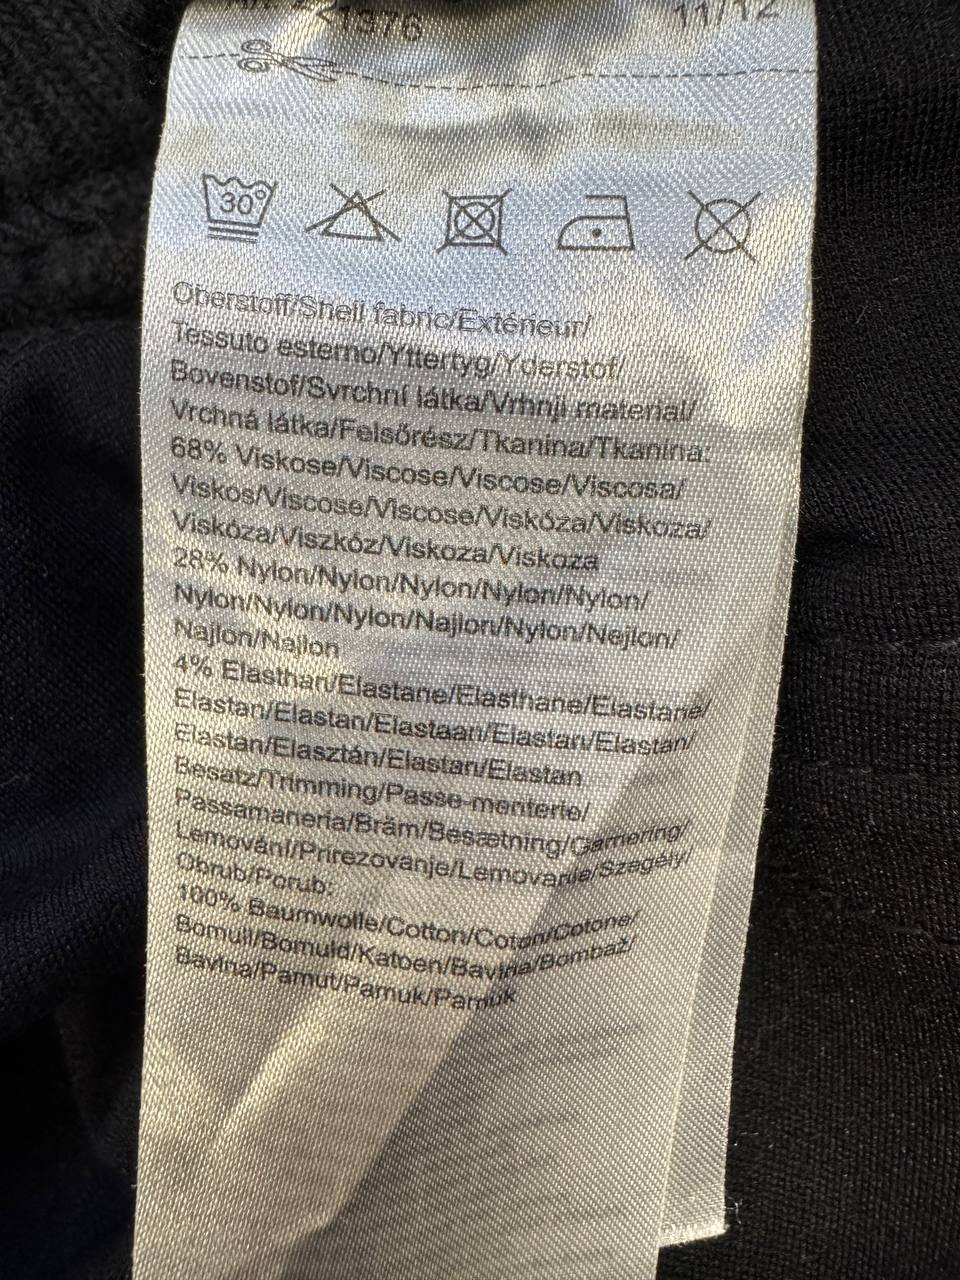 1376 11/12
30°
Oberstoff/Shell fabric/Extérieur/
Tessuto esterno/Yttertyg/Yderstof/
Bovenstof/Svrchní látka/Vrhnji material/
Vrchná látka/Felsőrész/Tkanina/Tkanina:
68% Viskose/Viscose/Viscose/Viscosa/
Viskos/Viscose/Viscose/Viskóza/Viskoza/
Viskóza/Viszkóz/Viskoza/Viskoza
28% Nylon/Nylon/Nylon/Nylon/Nylon/
Nylon/Nylon/Nylon/Najlon/Nylon/Nejlon/
Najlon/Najlon
4% Elasthan/Elastane/Elasthane/Elastane/
Elastan/Elastan/Elastaan/Elastan/Elastan/
Elastan/Elasztán/Elastan/Elastan
Besatz/Trimming/Passe-menterie/
Passamaneria/Bräm/Besætning/Garnering/
Lemování/Prirezovanje/Lemovanie/Szegély/
Obrub/Porub:
100% Baumwolle/Cotton/Coton/Cotone/
Bomull/Bomuld/Katoen/Bavlna/Bombaž/
Bavlna/Pamut/Pamuk/Pamuk